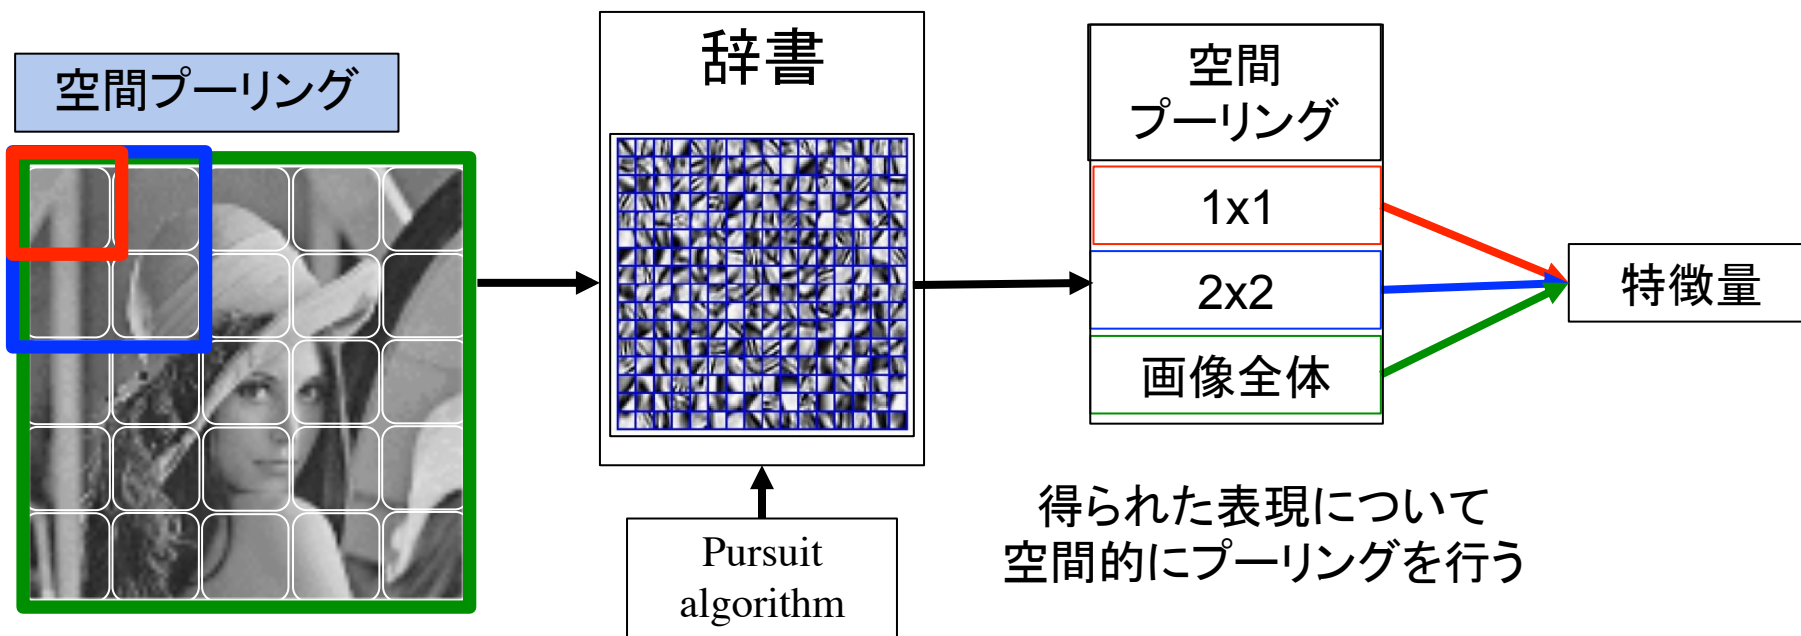 空間プーリング
辞書
Pursuit
algorithm
空間
プーリング
1x1
2x2
画像全体
特徴量
得られた表現について
空間的にプーリングを行う